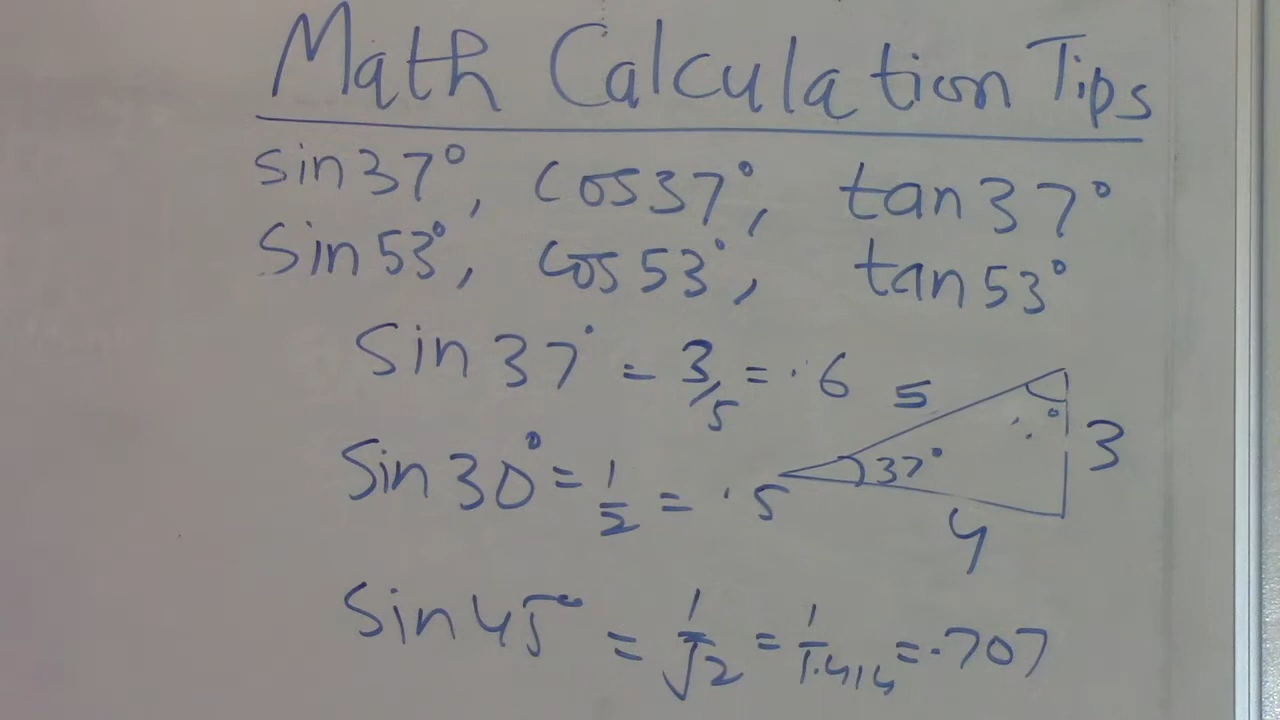 Math Calculation Tips
sin 37°, cos 37°, tan 37°
sin 53°, cos 53°, tan 53°
sin 37° = 3/5 = .6
5
37°
3
4
sin 30° = 1/2 = .5
sin 45° = 1/√2 = 1/1.414 = .707